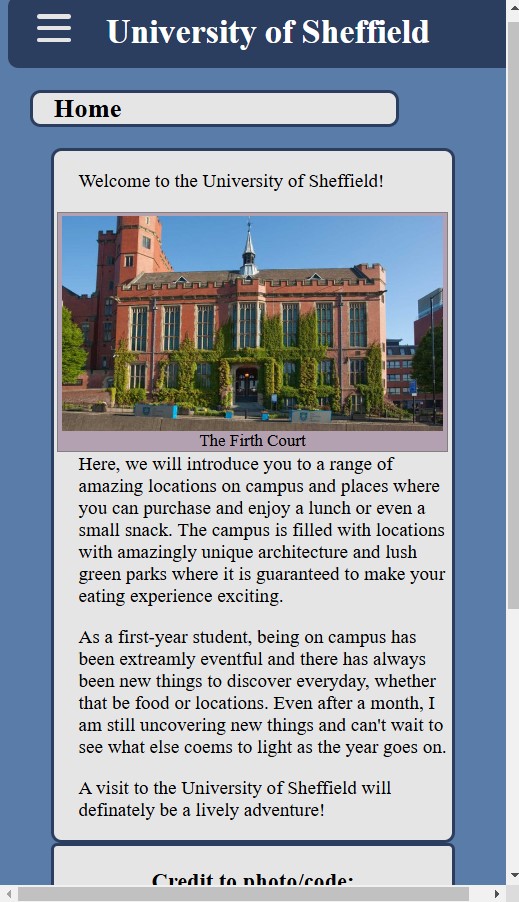 University of Sheffield
Home
Welcome to the University of Sheffield!
The Firth Court
Here, we will introduce you to a range of
amazing locations on campus and places where
you can purchase and enjoy a lunch or even a
small snack. The campus is filled with locations
with amazingly unique architecture and lush
green parks where it is guaranteed to make your
eating experience exciting.
As a first-year student, being on campus has
been extreamly eventful and there has always
been new things to discover everyday, whether
that be food or locations. Even after a month, I
am still uncovering new things and can't wait to
see what else coems to light as the year goes on.
A visit to the University of Sheffield will
definately be a lively adventure!
Credit to photo/code: